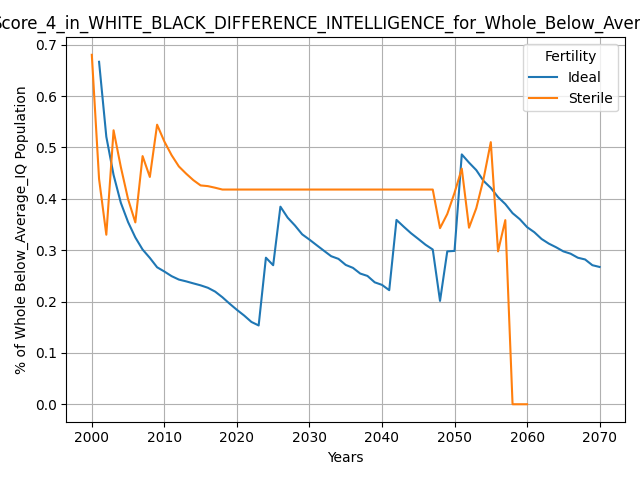 Score_4_in_WHITE_BLACK_DIFFERENCE_INTELLIGENCE_for_Whole_Below_Aver
Fertility
Ideal
Sterile
% of Whole Below_Average_IQ Population
0.7
0.6
0.5
0.4
0.3
0.2
0.1
0.0
2000 2010 2020 2030 2040 2050 2060 2070
Years